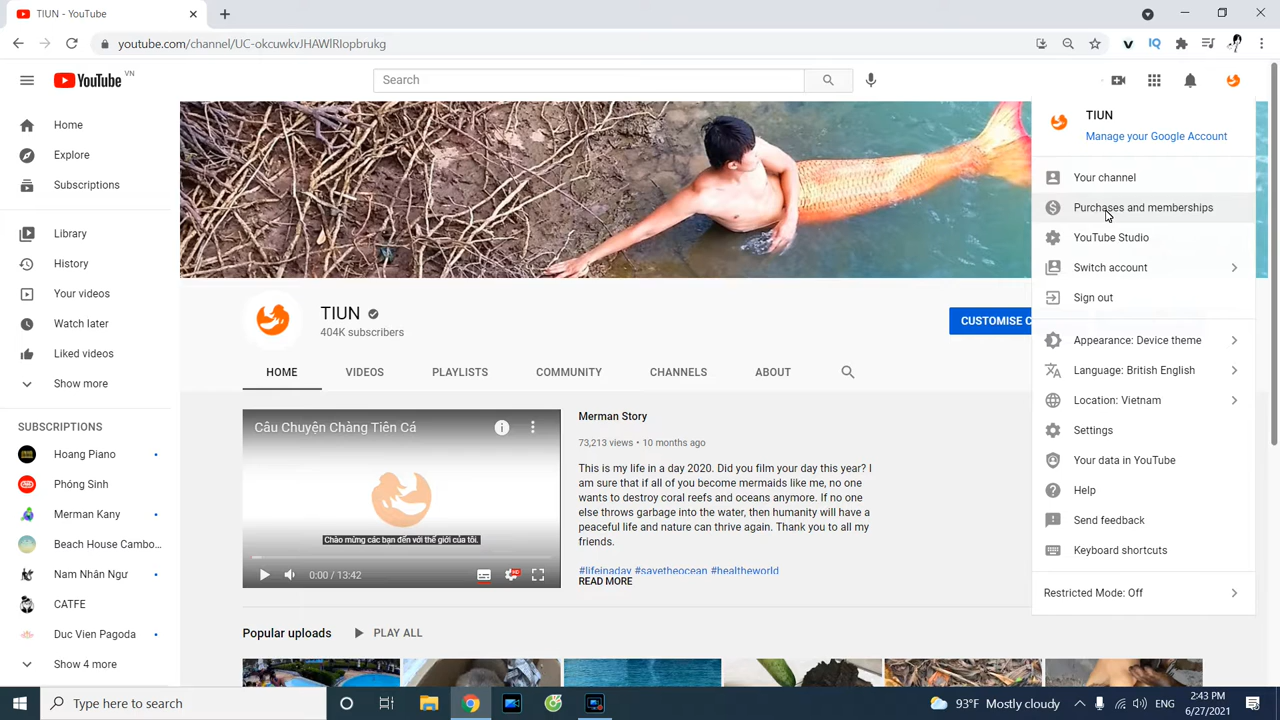 TIUN - YouTube
youtube.com/channel/UC-okcuwkvJHAWlRIopbrukg
YouTube VN
Search
Home
Explore
Subscriptions
Library
History
Your videos
Watch later
Liked videos
Show more
SUBSCRIPTIONS
Hoang Piano
Phóng Sinh
Merman Kany
Beach House Cambo...
Nam Nhân Ngư
CATFE
Duc Vien Pagoda
Show 4 more
TIUN
404K subscribers
CUSTOMISE C
HOME VIDEOS PLAYLISTS COMMUNITY CHANNELS ABOUT
Câu Chuyện Chàng Tiên Cá
Chào mừng các bạn đến với thế giới của tôi.
0:00 / 13:42
HD
Merman Story
73,213 views • 10 months ago
This is my life in a day 2020. Did you film your day this year? I
am sure that if all of you become mermaids like me, no one
wants to destroy coral reefs and oceans anymore. If no one
else throws garbage into the water, then humanity will have a
peaceful life and nature can thrive again. Thank you to all my
friends.
#lifeinaday #savetheocean #healtheworld
READ MORE
Popular uploads PLAY ALL
TIUN
Manage your Google Account
Your channel
Purchases and memberships
YouTube Studio
Switch account
Sign out
Appearance: Device theme
Language: British English
Location: Vietnam
Settings
Your data in YouTube
Help
Send feedback
Keyboard shortcuts
Restricted Mode: Off
Type here to search
93°F Mostly cloudy
ENG
2:43 PM
6/27/2021